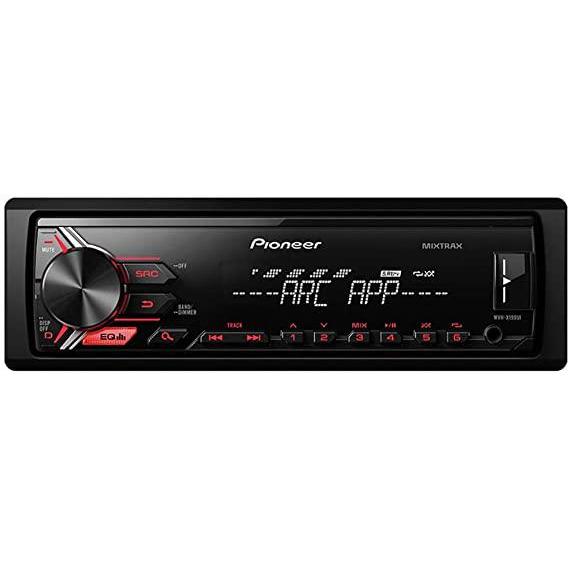 Pioneer
MIXTRAX
MUTE
SRC
OFF
ARC APP
BAND/
DIMMER
DISP
OFF
D
EQ
TRACK
MIX
1 2 3 4 5 6